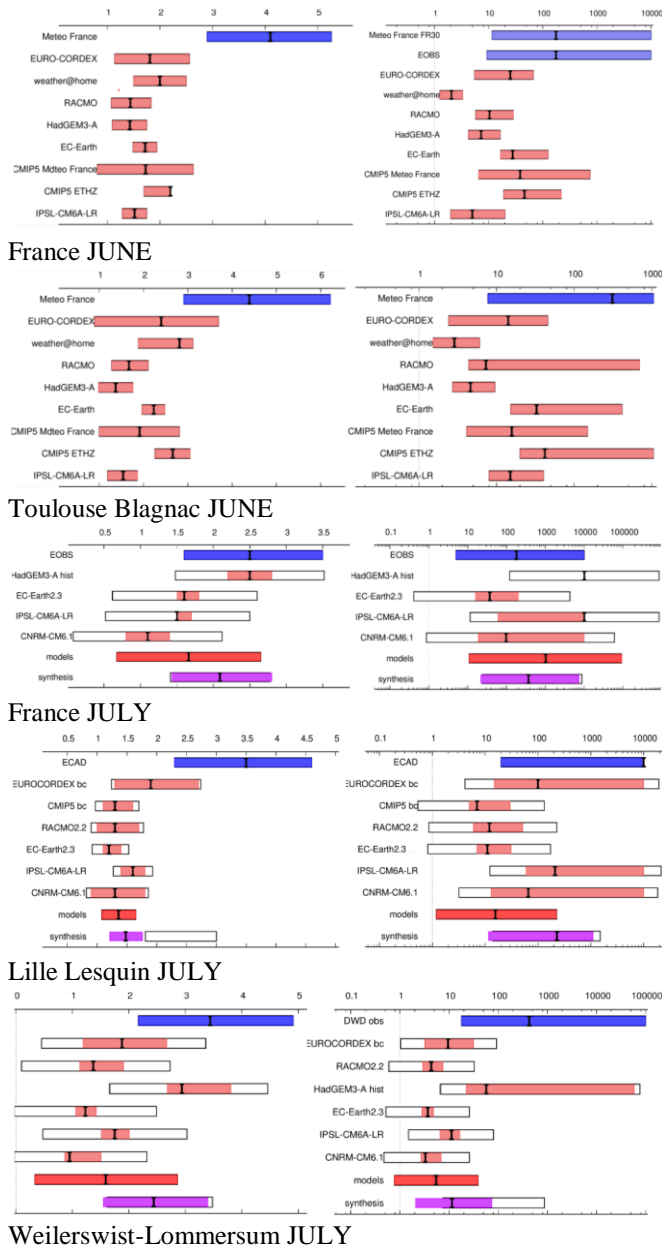 1 2 3 4 5
Meteo France
EURO-CORDEX
weather@home
RACMO
HadGEM3-A
EC-Earth
CMIP5 Mdteo France
CMIP5 ETHZ
IPSL-CM6A-LR
1 10 100 1000 10000
Meteo France FR30
EOBS
EURO-CORDEX
weather@home
RACMO
HadGEM3-A
EC-Earth
CMIP5 Meteo France
CMIP5 ETHZ
IPSL-CM6A-LR
France JUNE
1 2 3 4 5 6
Meteo France
EURO-CORDEX
weather@home
RACMO
HadGEM3-A
EC-Earth
CMIP5 Mdteo France
CMIP5 ETHZ
IPSL-CM6A-LR
1 10 100 1000
Meteo France
EURO-CORDEX
weather@home
RACMO
HadGEM3-A
EC-Earth
CMIP5 Meteo France
CMIP5 ETHZ
IPSL-CM6A-LR
Toulouse Blagnac JUNE
0.5 1 1.5 2 2.5 3 3.5
EOBS
HadGEM3-A hist
EC-Earth2.3
IPSL-CM6A-LR
CNRM-CM6.1
models
synthesis
0.1 1 10 100 1000 10000 100000
EOBS
HadGEM3-A hist
EC-Earth2.3
IPSL-CM6A-LR
CNRM-CM6.1
models
synthesis
France JULY
0.5 1 1.5 2 2.5 3 3.5 4 4.5 5
ECAD
EUROCORDEX bc
CMIP5 bc
RACMO2.2
EC-Earth2.3
IPSL-CM6A-LR
CNRM-CM6.1
models
synthesis
1 10 100 1000 10000
ECAD
EUROCORDEX bc
CMIP5 bc
RACMO2.2
EC-Earth2.3
IPSL-CM6A-LR
CNRM-CM6.1
models
synthesis
Lille Lesquin JULY
0 1 2 3 4 5
0.1 1 10 100 1000 10000 100000
DWD obs
EUROCORDEX bc
RACMO2.2
HadGEM3-A hist
EC-Earth2.3
IPSL-CM6A-LR
CNRM-CM6.1
models
synthesis
Weilerswist-Lommersum JULY